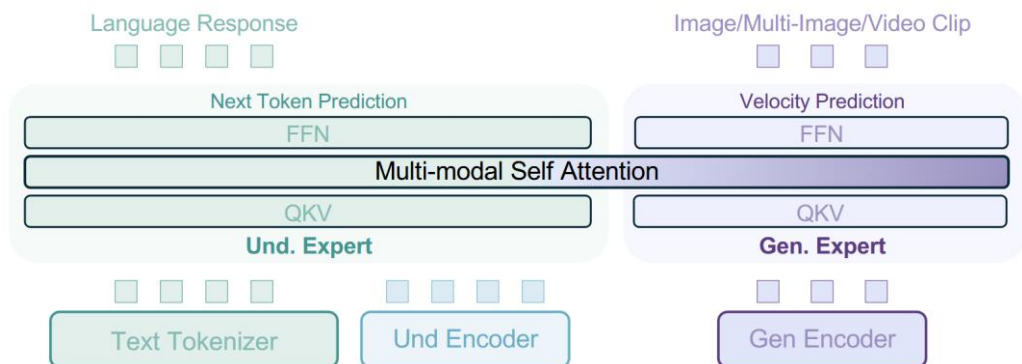 Language Response
Image/Multi-Image/Video Clip
Next Token Prediction
Velocity Prediction
FFN
FFN
Multi-modal Self Attention
QKV
QKV
Und. Expert
Gen. Expert
Text Tokenizer
Und Encoder
Gen Encoder